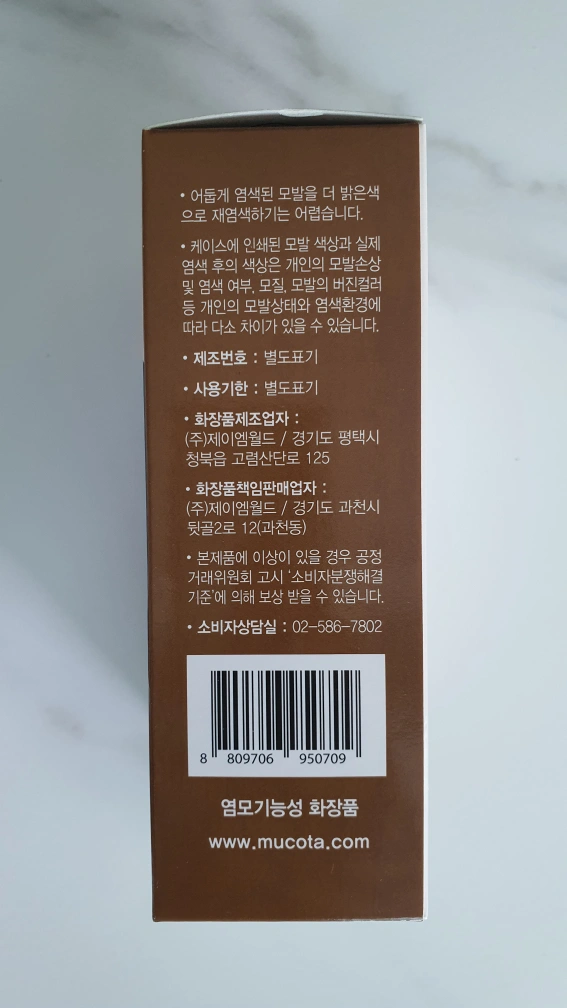 • 어둡게 염색된 모발을 더 밝은색
으로 재염색하기는 어렵습니다.
• 케이스에 인쇄된 모발 색상과 실제
염색 후의 색상은 개인의 모발손상
및 염색 여부, 모질, 모발의 버진컬러
등 개인의 모발상태와 염색환경에
따라 다소 차이가 있을 수 있습니다.
• 제조번호 : 별도표기
• 사용기한 : 별도표기
• 화장품제조업자 :
(주)제이엠월드 / 경기도 평택시
청북읍 고렴산단로 125
• 화장품책임판매업자 :
(주)제이엠월드 / 경기도 과천시
뒷골2로 12(과천동)
• 본제품에 이상이 있을 경우 공정
거래위원회 고시 '소비자분쟁해결
기준'에 의해 보상 받을 수 있습니다.
• 소비자상담실 : 02-586-7802
8 809706 950709
염모기능성 화장품
www.mucota.com